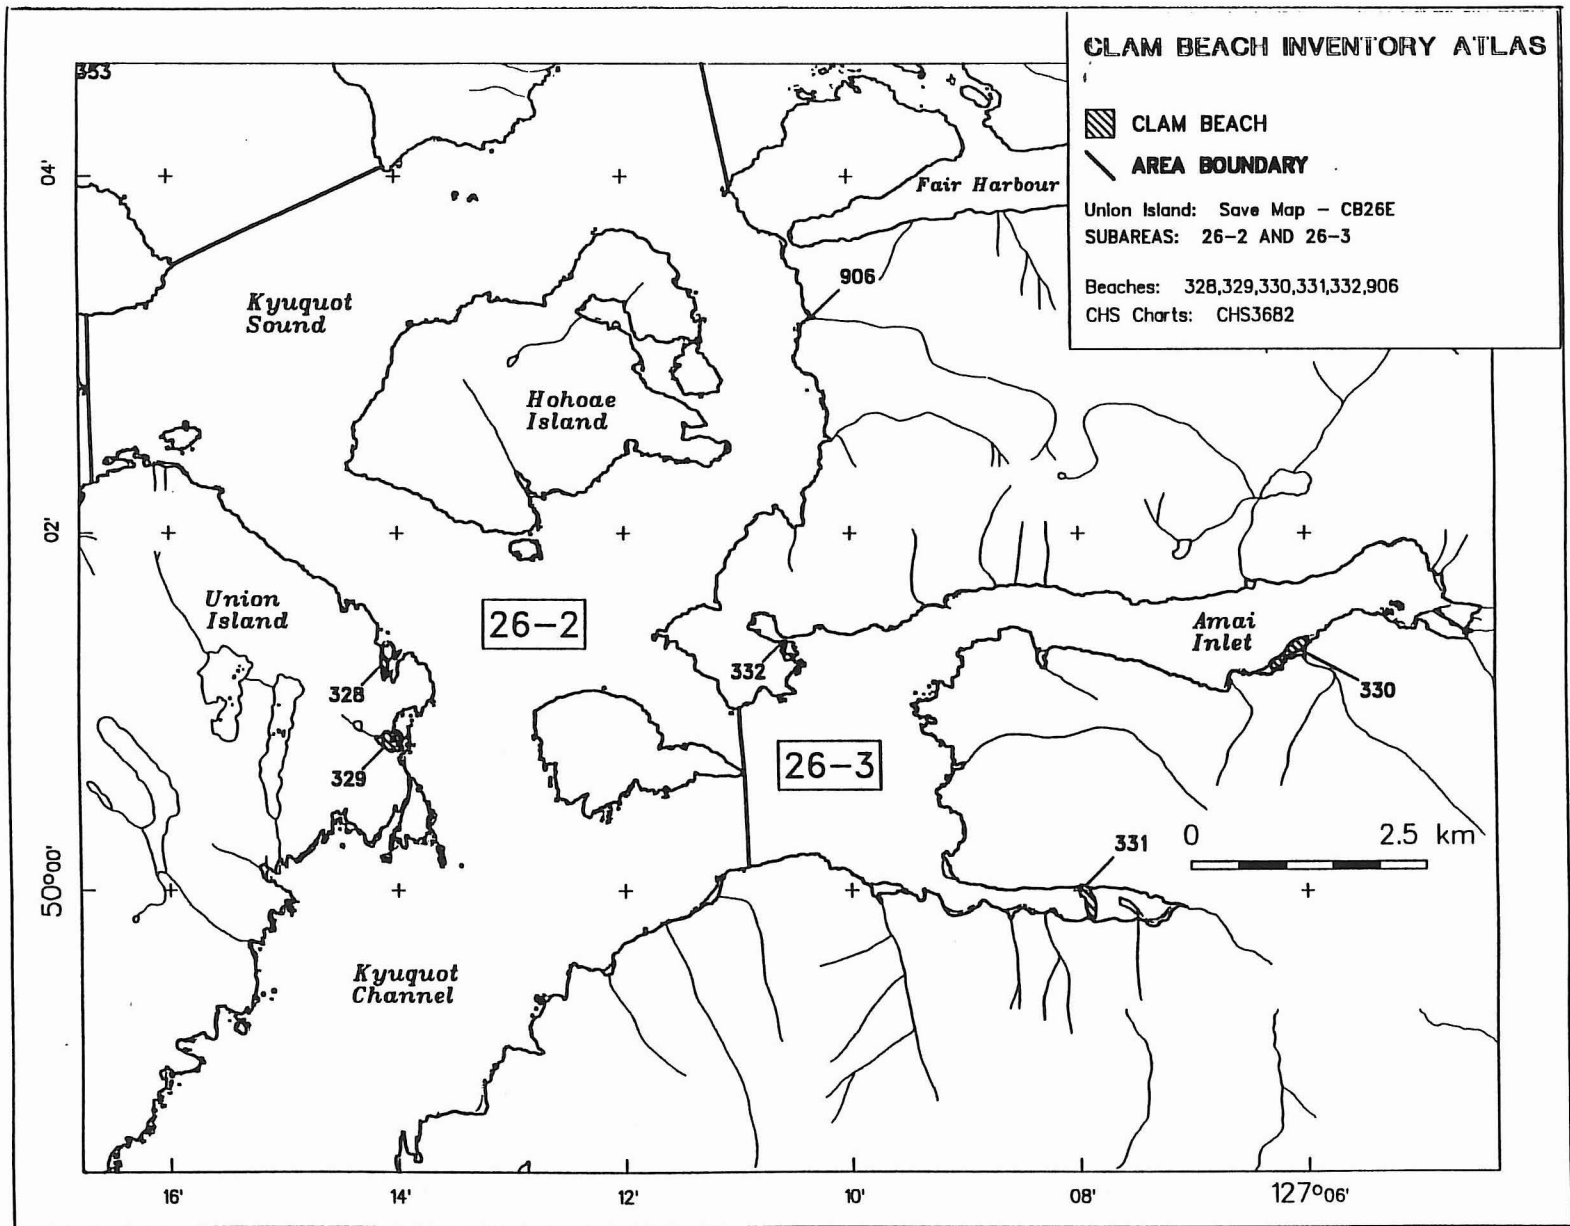 CLAM BEACH INVENTORY ATLAS
CLAM BEACH
AREA BOUNDARY
Union Island: Save Map - CB26E
SUBAREAS: 26-2 AND 26-3
Beaches: 328,329,330,331,332,906
CHS Charts: CHS3682
353
04'
Fair Harbour
906
Kyuquot
Sound
Hohoae
Island
02'
Union
Island
26-2
Amai
Inlet
332
328
330
26-3
329
0 2.5 km
331
50°00'
Kyuquot
Channel
16' 14' 12' 10' 08' 127°06'